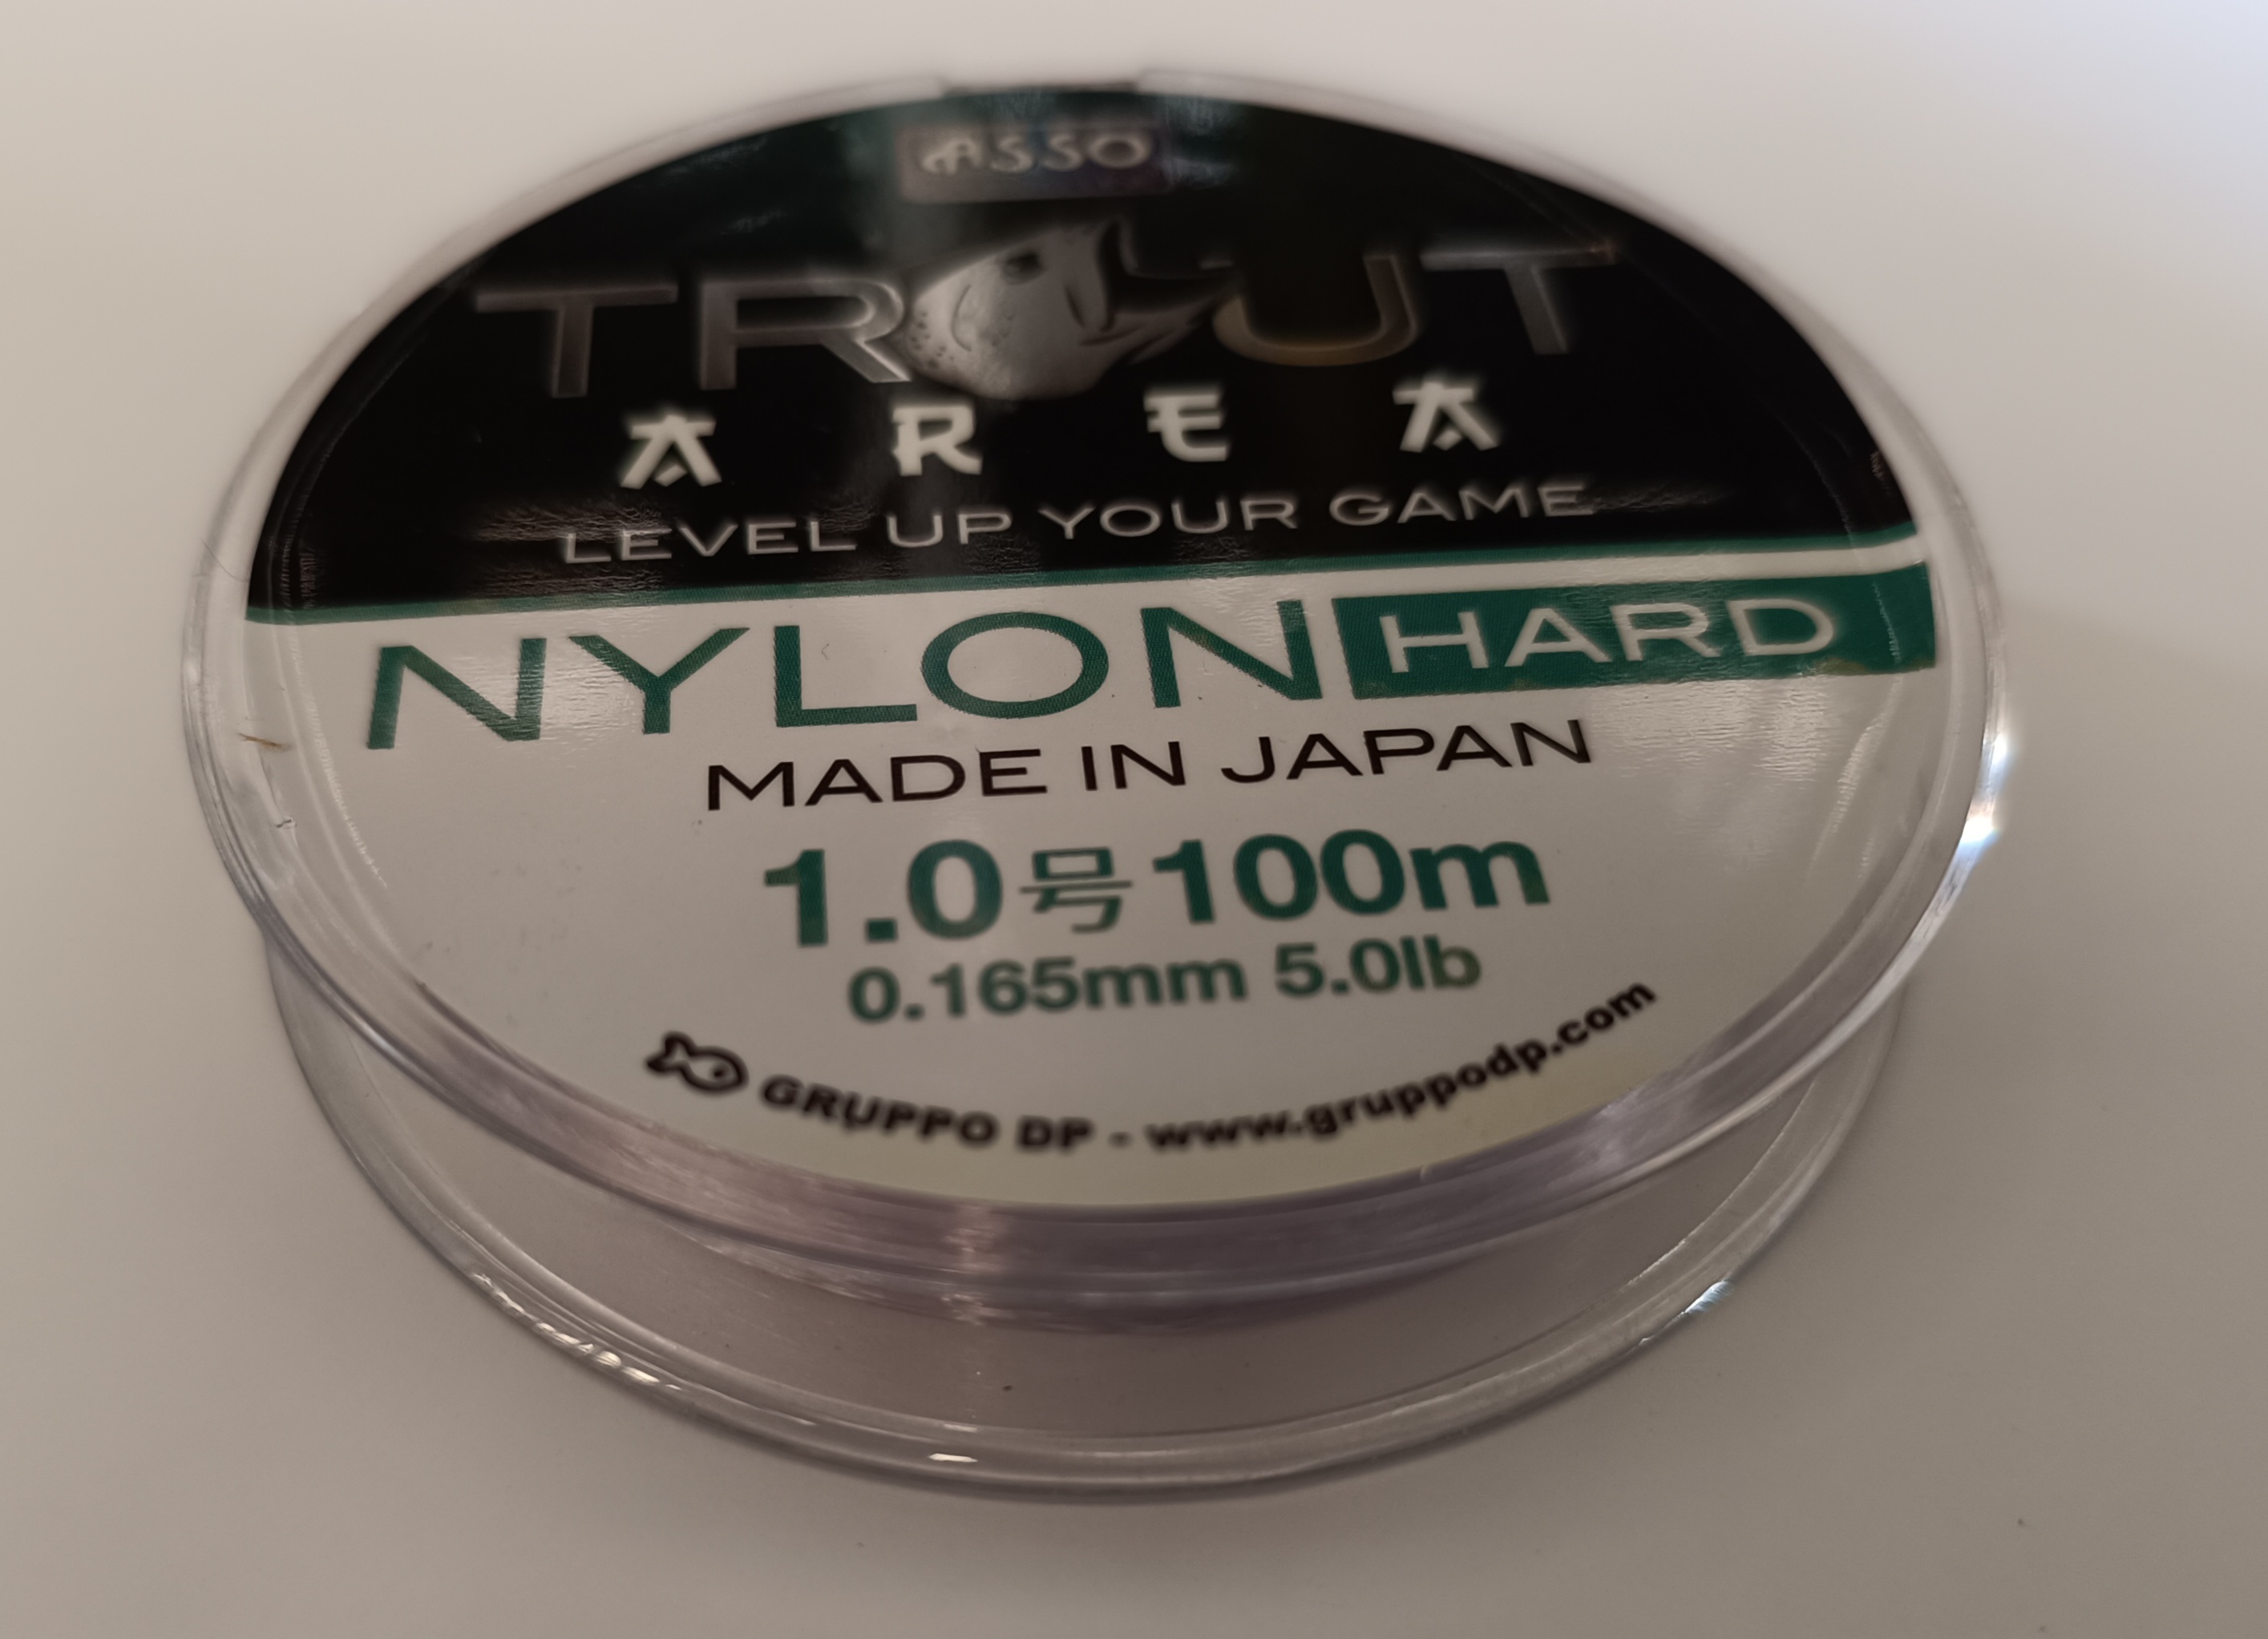 ASSO
TROUT
AREA
LEVEL UP YOUR GAME
NYLON HARD
MADE IN JAPAN
1.0号100m
0.165mm 5.0lb
GRUPPO DP - www.gruppodp.com